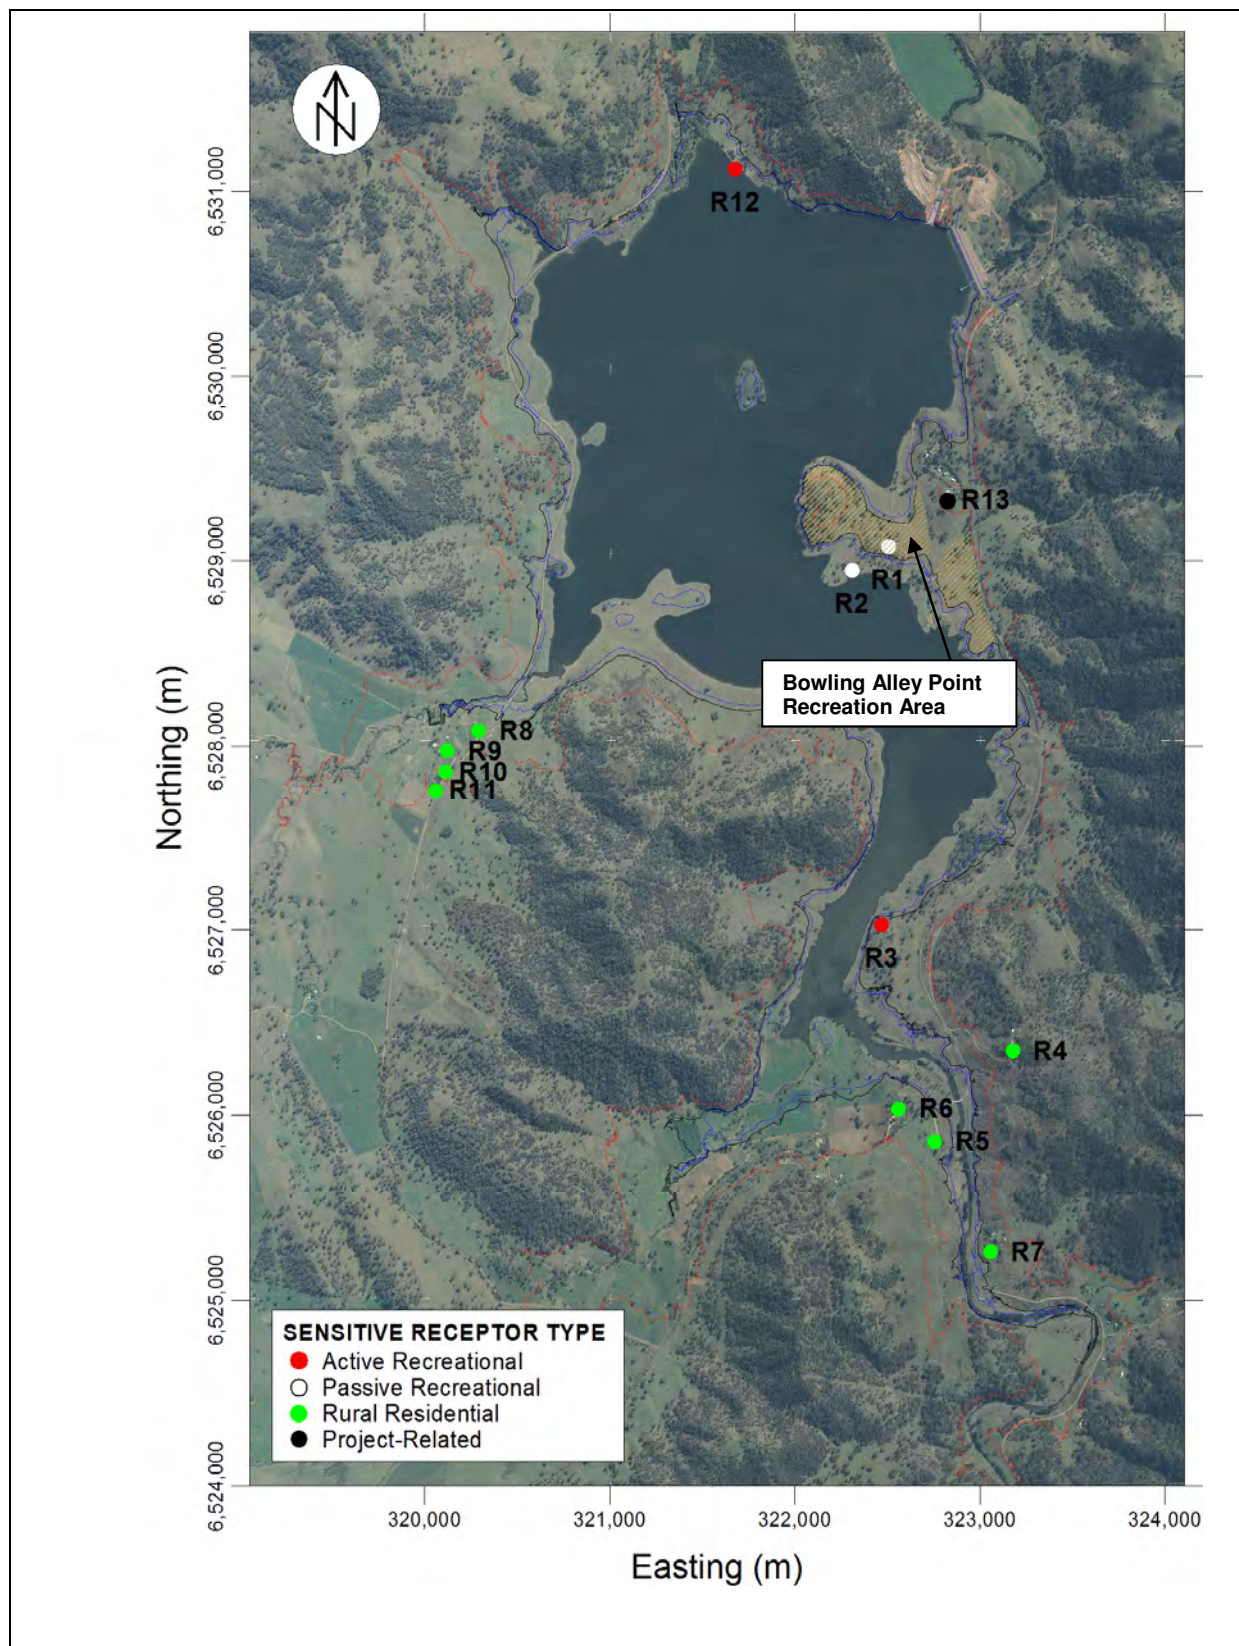 N
R12
R13
R1
R2
Bowling Alley Point
Recreation Area
R8
R9
R10
R11
R3
R4
R6
R5
R7
6,531,000
6,530,000
6,529,000
6,528,000
6,527,000
6,526,000
6,525,000
6,524,000
Northing (m)
SENSITIVE RECEPTOR TYPE
Active Recreational
Passive Recreational
Rural Residential
Project-Related
320,000
321,000
322,000
323,000
324,000
Easting (m)